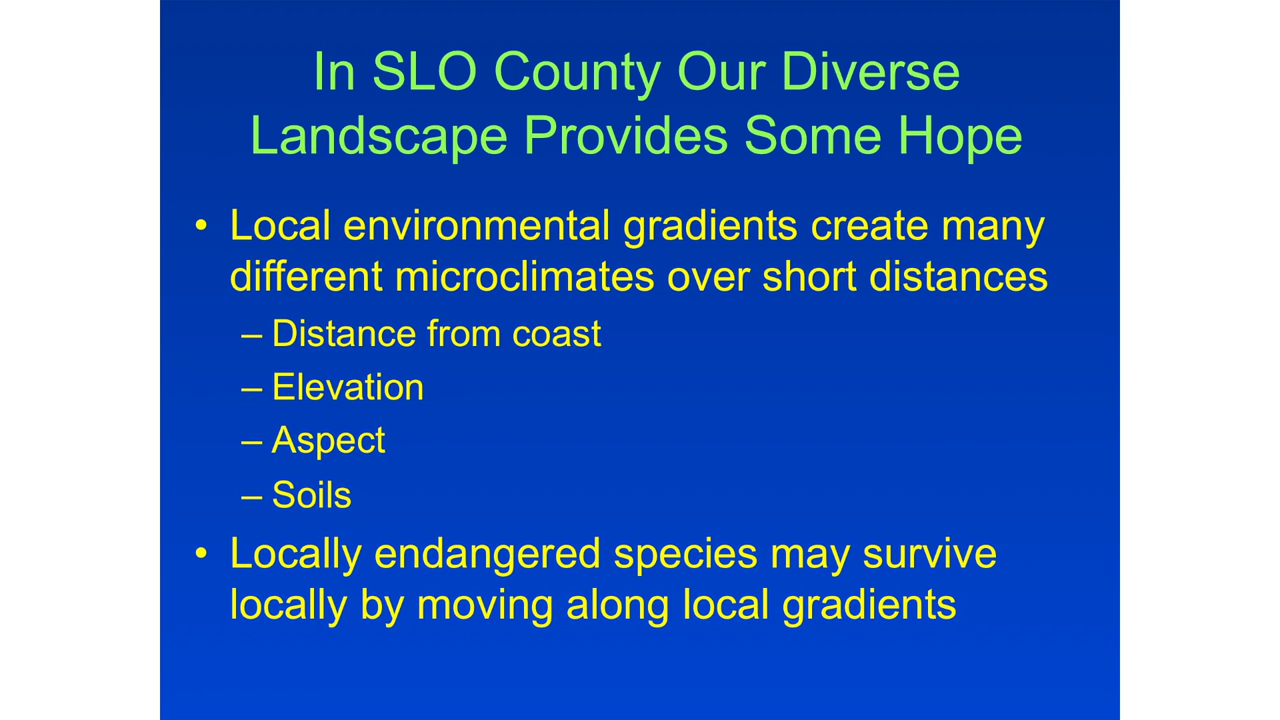 In SLO County Our Diverse
Landscape Provides Some Hope
• Local environmental gradients create many
different microclimates over short distances
– Distance from coast
– Elevation
– Aspect
– Soils
• Locally endangered species may survive
locally by moving along local gradients